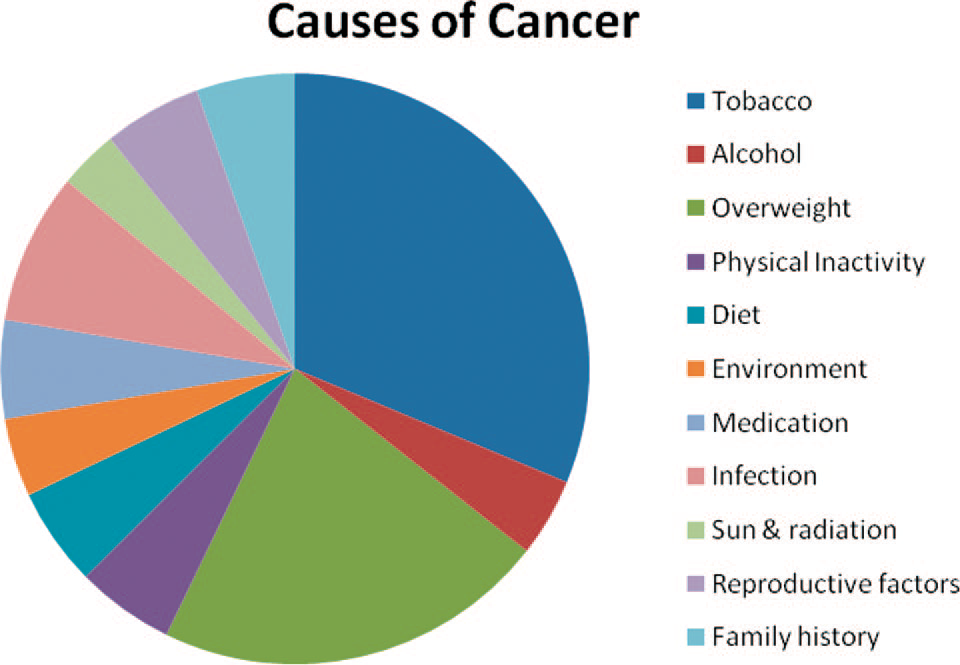 Causes of Cancer
Tobacco
Alcohol
Overweight
Physical Inactivity
Diet
Environment
Medication
Infection
Sun & radiation
Reproductive factors
Family history